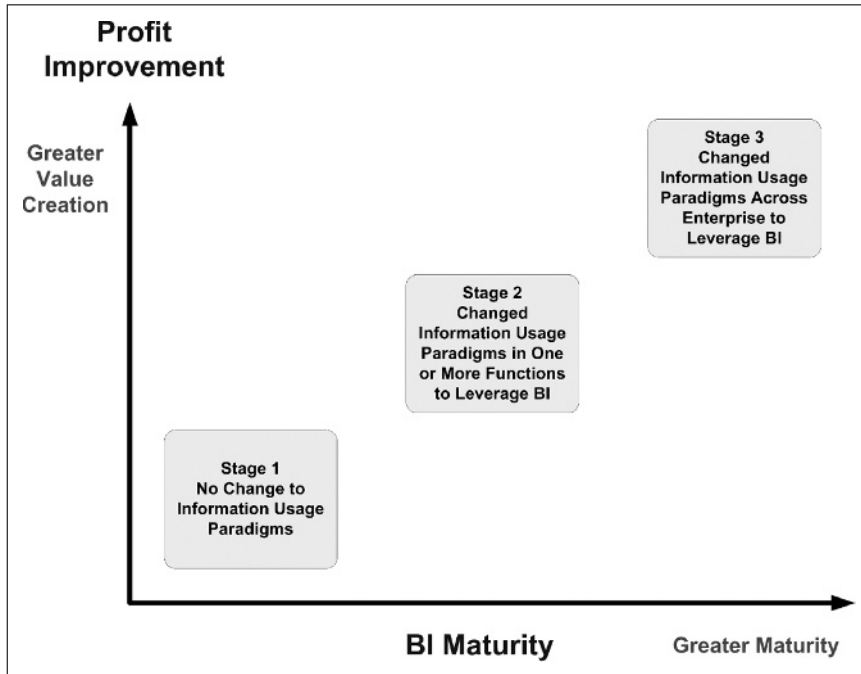 Profit
Improvement
Greater
Value
Creation
Stage 3
Changed
Information Usage
Paradigms Across
Enterprise to
Leverage BI
Stage 2
Changed
Information Usage
Paradigms in One
or More Functions
to Leverage BI
Stage 1
No Change to
Information Usage
Paradigms
BI Maturity
Greater Maturity